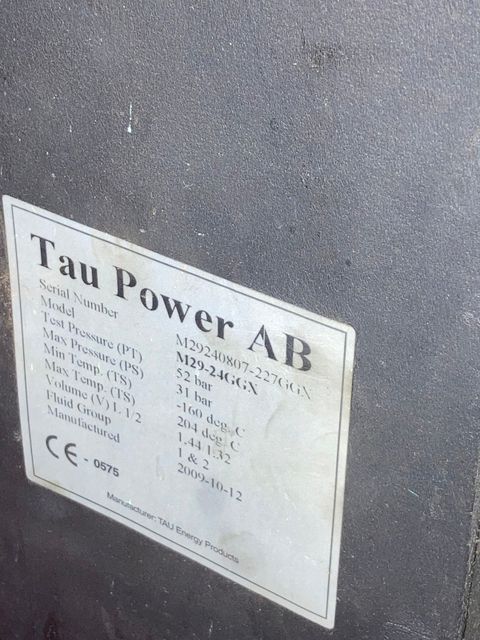 Tau Power AB
Serial Number M29240807-227GGX
Model M29-24GGX
Test Pressure (PT) 52 bar
Max Pressure (PS) 31 bar
Min Temp. (TS) -160 deg. C
Max Temp. (TS) 204 deg. C
Volume (V) L 1/2 1.44/1.32
Fluid Group 1 & 2
Manufactured 2009-10-12
CE - 0575
Manufacturer: TAU Energy Products